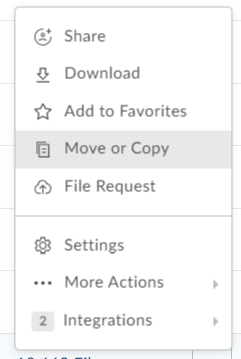 Share
Download
Add to Favorites
Move or Copy
File Request
Settings
More Actions
2 Integrations